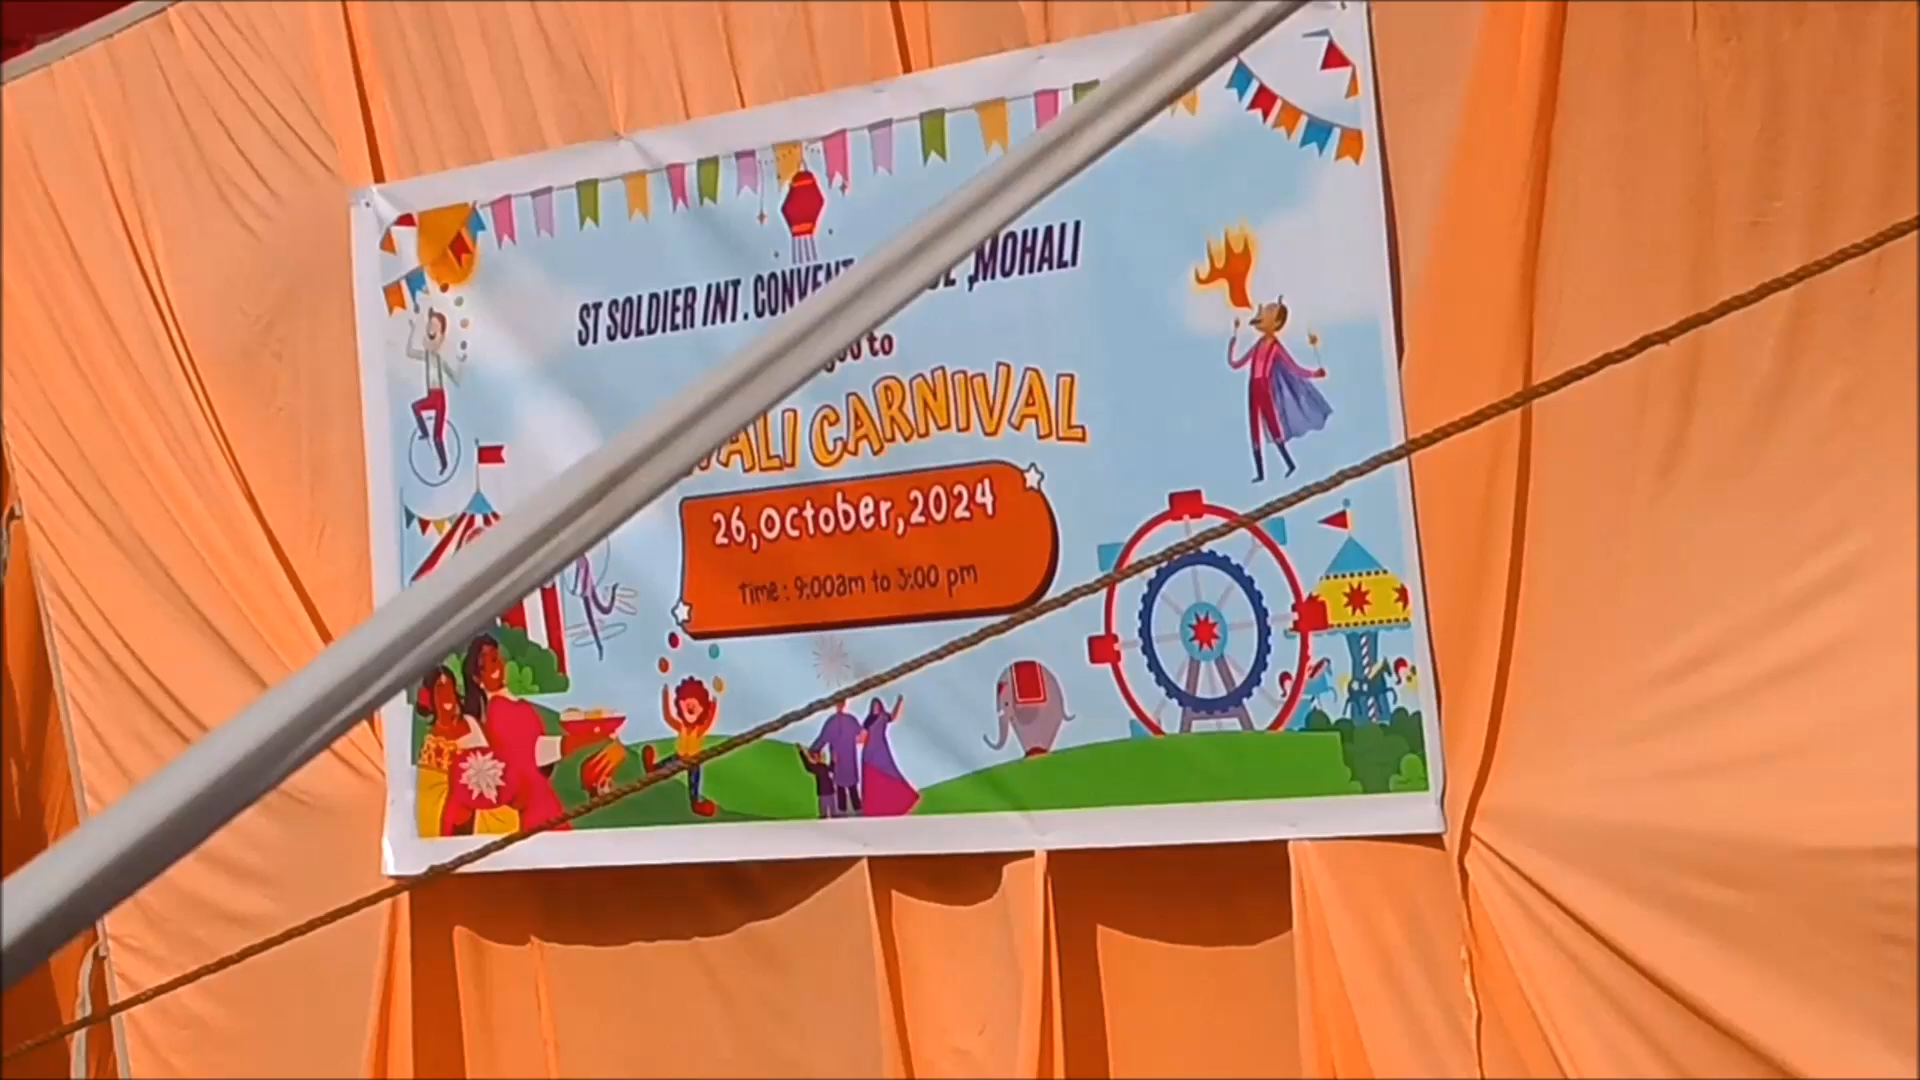 ST SOLDIER INT. CONVENT ,MOHALI
to
CARNIVAL
26,October,2024
Time : 9:00am to 3:00 pm